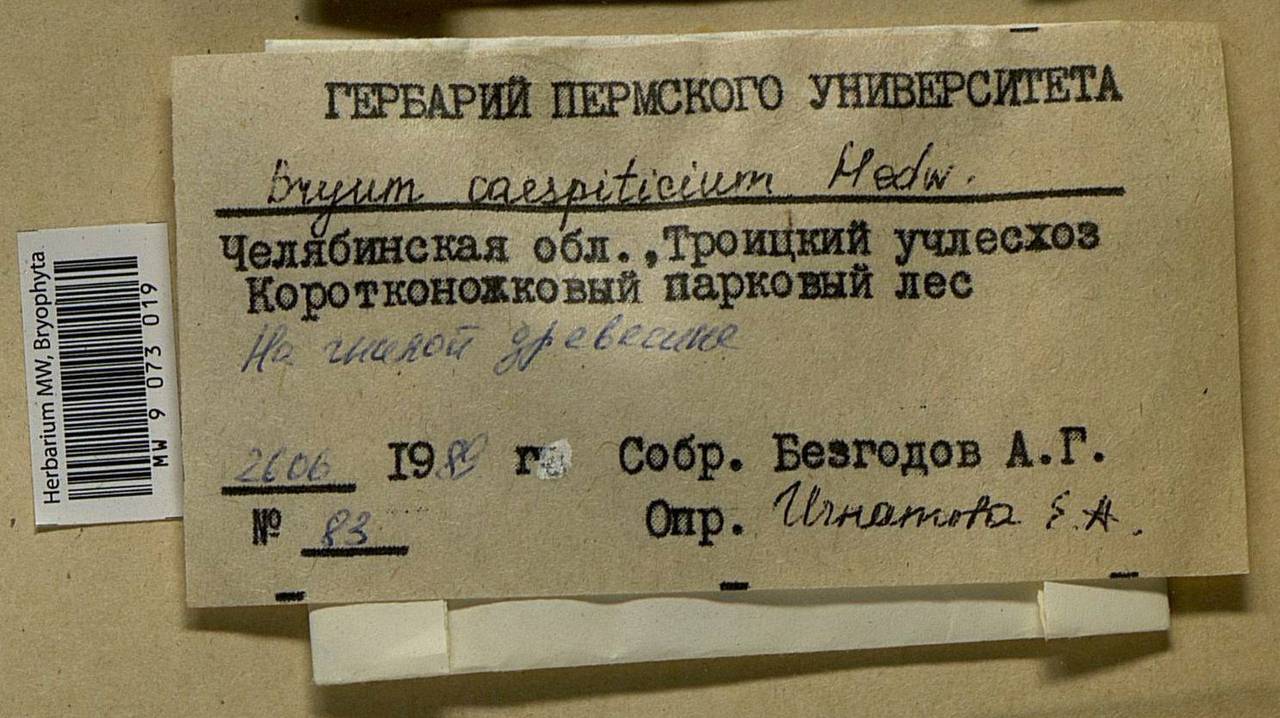 ГЕРБАРИЙ ПЕРМСКОГО УНИВЕРСИТЕТА
Bryum caespiticium Hedw.
Челябинская обл., Троицкий учлесхоз
Коротконожковый парковый лес
На гнилой древесине
2606 1980 г. Собр. Безгодов А.Г.
№ 83 Опр. Игнатова Е.А.
Herbarium MW, Bryophyta
MW 9 073 019